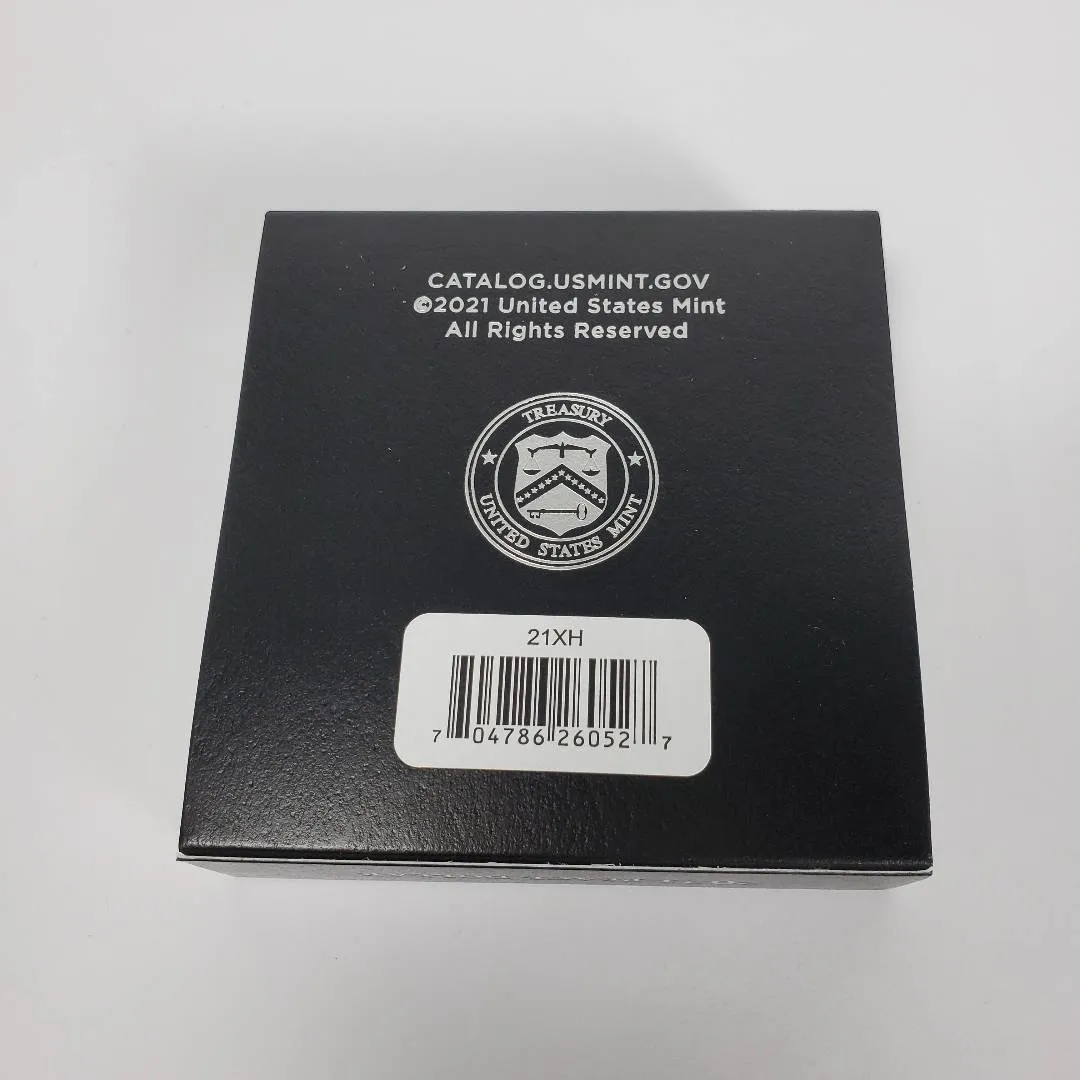 CATALOG.USMINT.GOV
©2021 United States Mint
All Rights Reserved
TREASURY
UNITED STATES MINT
21XH
7 04786 26052 7